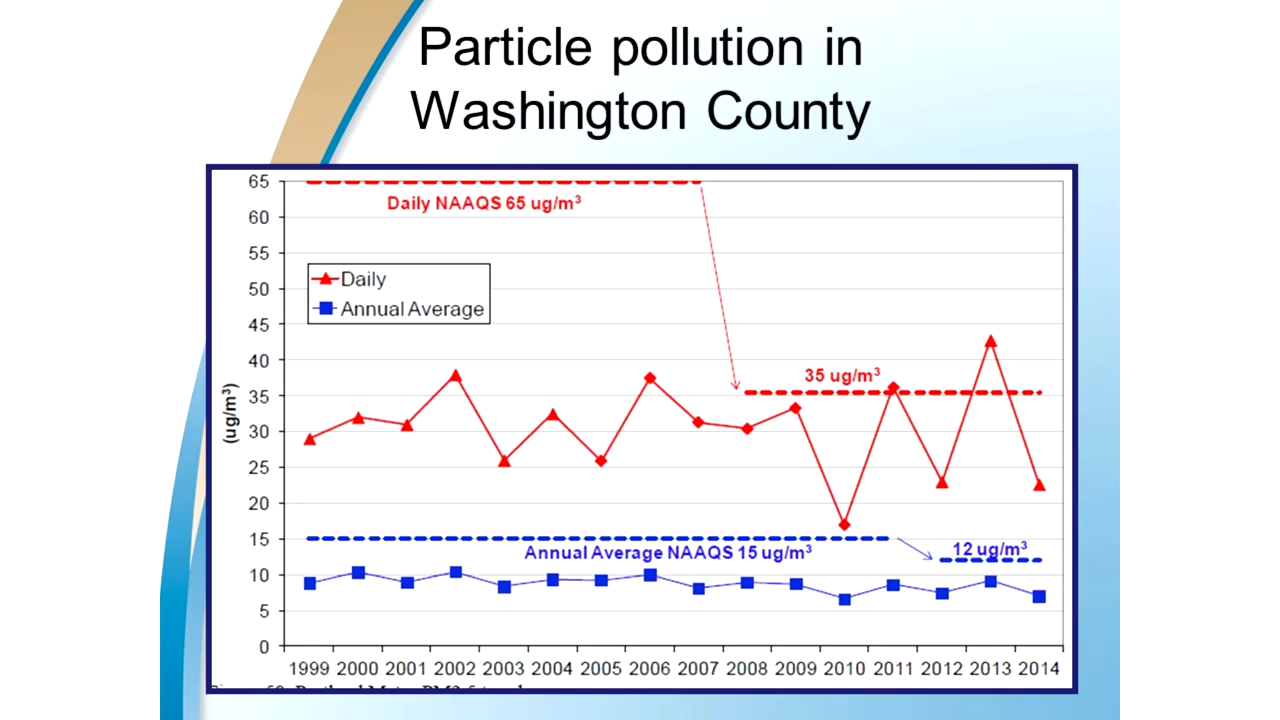 Particle pollution in
Washington County
65
Daily NAAQS 65 ug/m³
60
55
50
45
40
35
30
25
20
15
10
5
0
(ug/m³)
Daily
Annual Average
35 ug/m³
Annual Average NAAQS 15 ug/m³
12 ug/m³
1999 2000 2001 2002 2003 2004 2005 2006 2007 2008 2009 2010 2011 2012 2013 2014